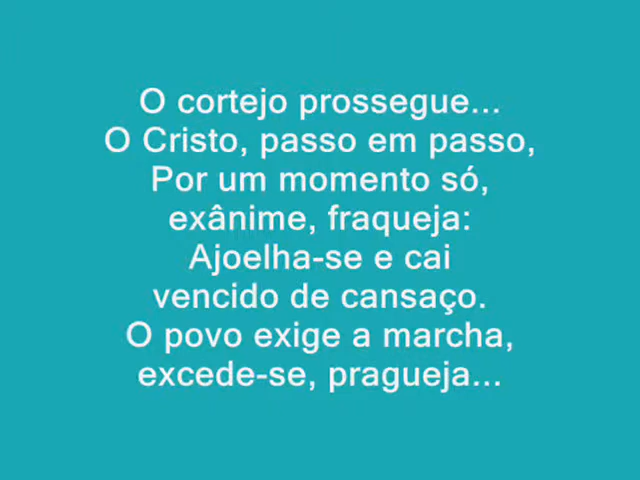 O cortejo prossegue...
O Cristo, passo em passo,
Por um momento só,
exânime, fraqueja:
Ajoelha-se e cai
vencido de cansaço.
O povo exige a marcha,
excede-se, pragueja...